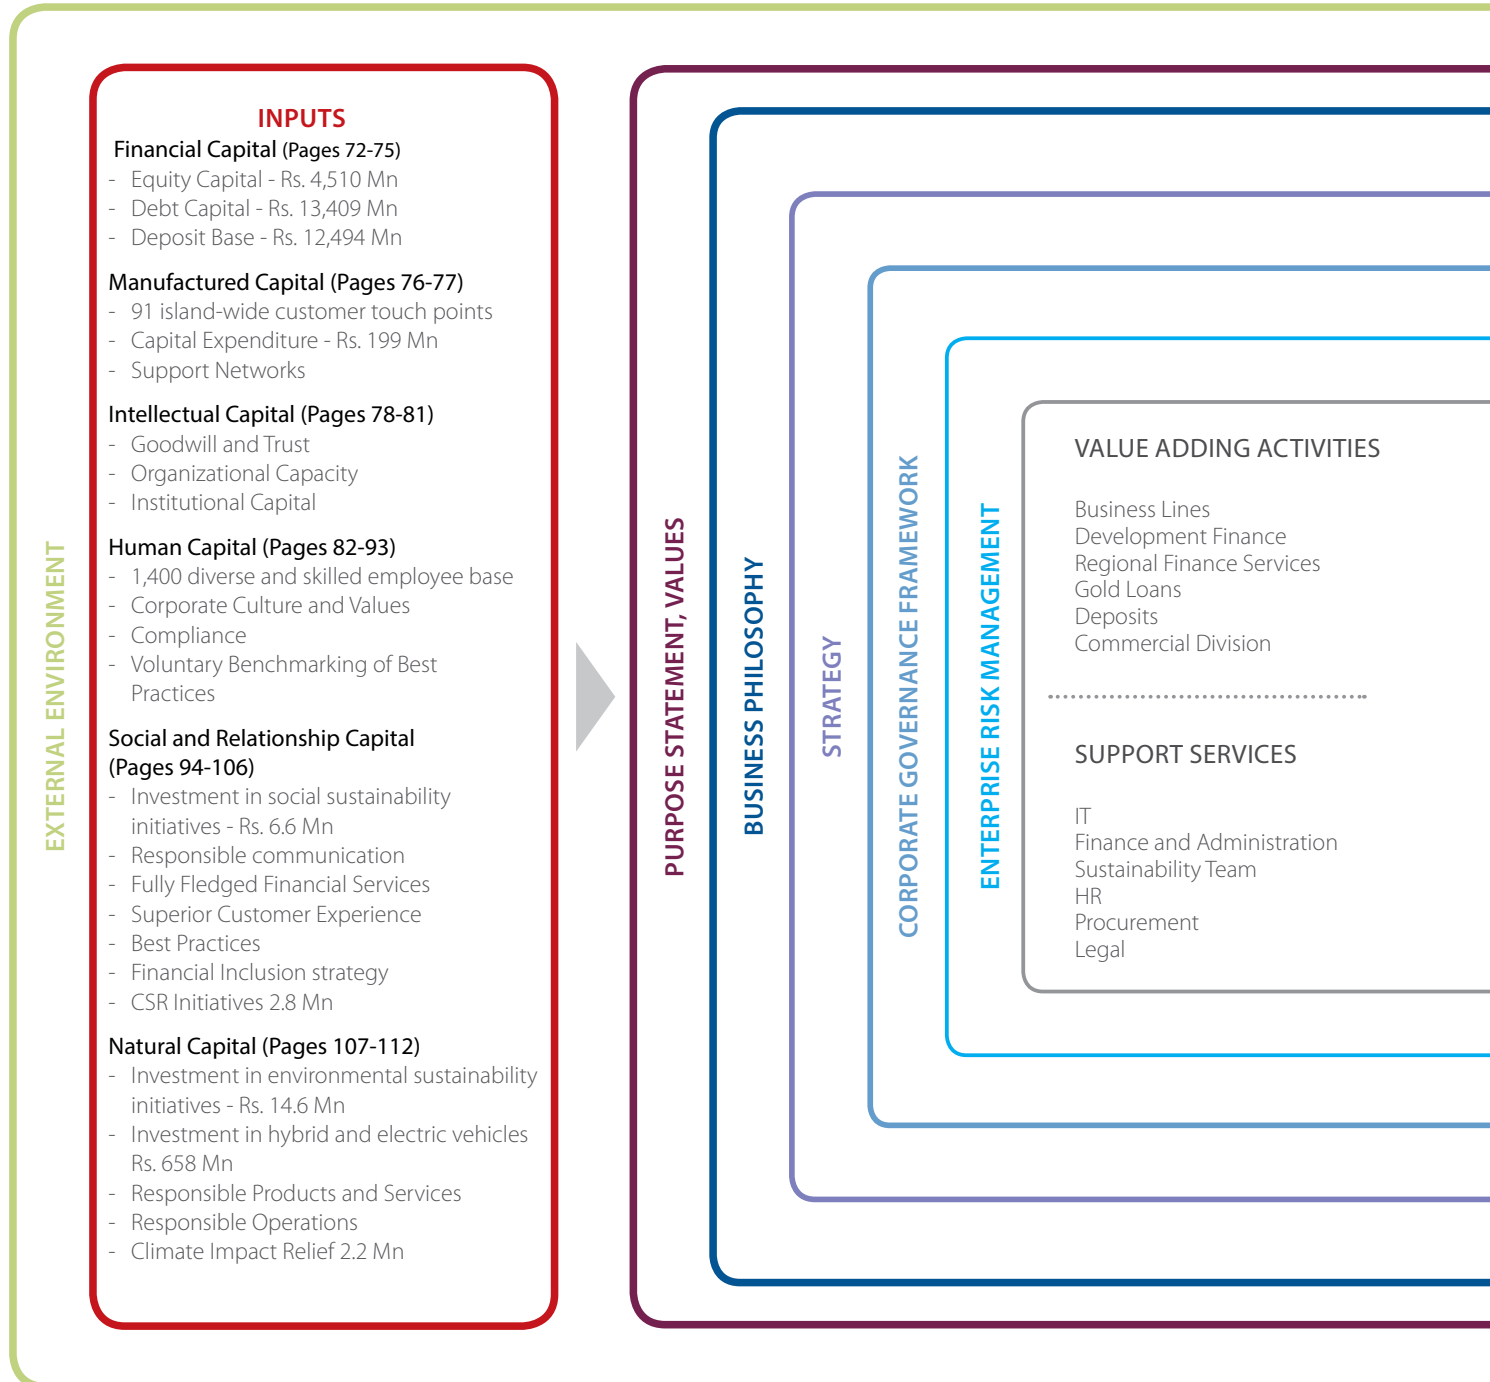 EXTERNAL ENVIRONMENT
INPUTS
Financial Capital (Pages 72-75)
- Equity Capital - Rs. 4,510 Mn
- Debt Capital - Rs. 13,409 Mn
- Deposit Base - Rs. 12,494 Mn
Manufactured Capital (Pages 76-77)
- 91 island-wide customer touch points
- Capital Expenditure - Rs. 199 Mn
- Support Networks
Intellectual Capital (Pages 78-81)
- Goodwill and Trust
- Organizational Capacity
- Institutional Capital
Human Capital (Pages 82-93)
- 1,400 diverse and skilled employee base
- Corporate Culture and Values
- Compliance
- Voluntary Benchmarking of Best
Practices
Social and Relationship Capital
(Pages 94-106)
- Investment in social sustainability
initiatives - Rs. 6.6 Mn
- Responsible communication
- Fully Fledged Financial Services
- Superior Customer Experience
- Best Practices
- Financial Inclusion strategy
- CSR Initiatives 2.8 Mn
Natural Capital (Pages 107-112)
- Investment in environmental sustainability
initiatives - Rs. 14.6 Mn
- Investment in hybrid and electric vehicles
Rs. 658 Mn
- Responsible Products and Services
- Responsible Operations
- Climate Impact Relief 2.2 Mn
PURPOSE STATEMENT, VALUES
BUSINESS PHILOSOPHY
STRATEGY
CORPORATE GOVERNANCE FRAMEWORK
ENTERPRISE RISK MANAGEMENT
VALUE ADDING ACTIVITIES
Business Lines
Development Finance
Regional Finance Services
Gold Loans
Deposits
Commercial Division
SUPPORT SERVICES
IT
Finance and Administration
Sustainability Team
HR
Procurement
Legal